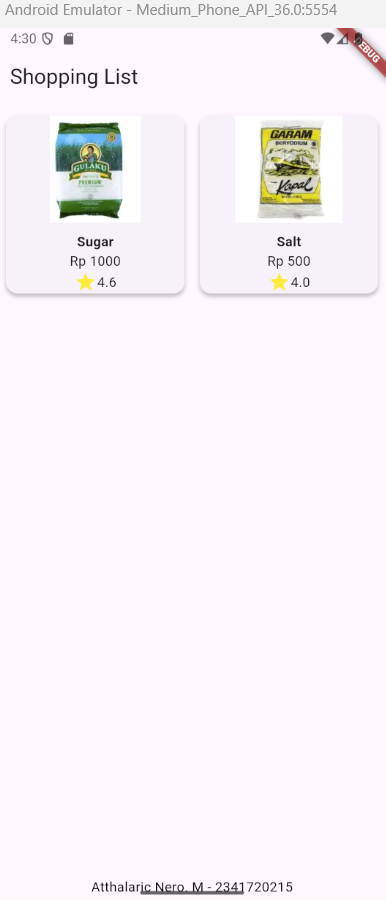 Android Emulator - Medium_Phone_API_36.0:5554
4:30
EBUG
Shopping List
GULAKU
PREMIUM
GARAM
BERYODIUM
Kapal
Sugar
Salt
Rp 1000
Rp 500
4.6
4.0
Atthalaric Nero. M - 2341720215